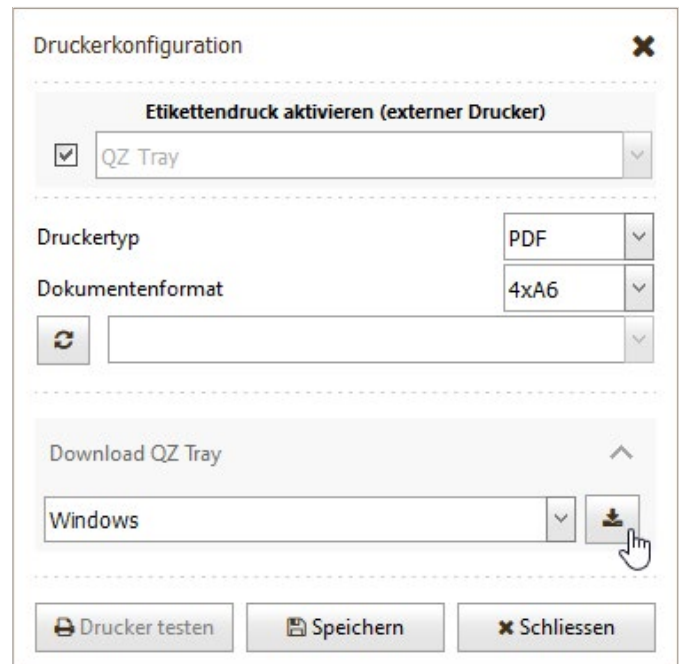 Druckerkonfiguration
Etikettendruck aktivieren (externer Drucker)
QZ Tray
Druckertyp PDF
Dokumentenformat 4xA6
Download QZ Tray
Windows
Drucker testen Speichern Schliessen